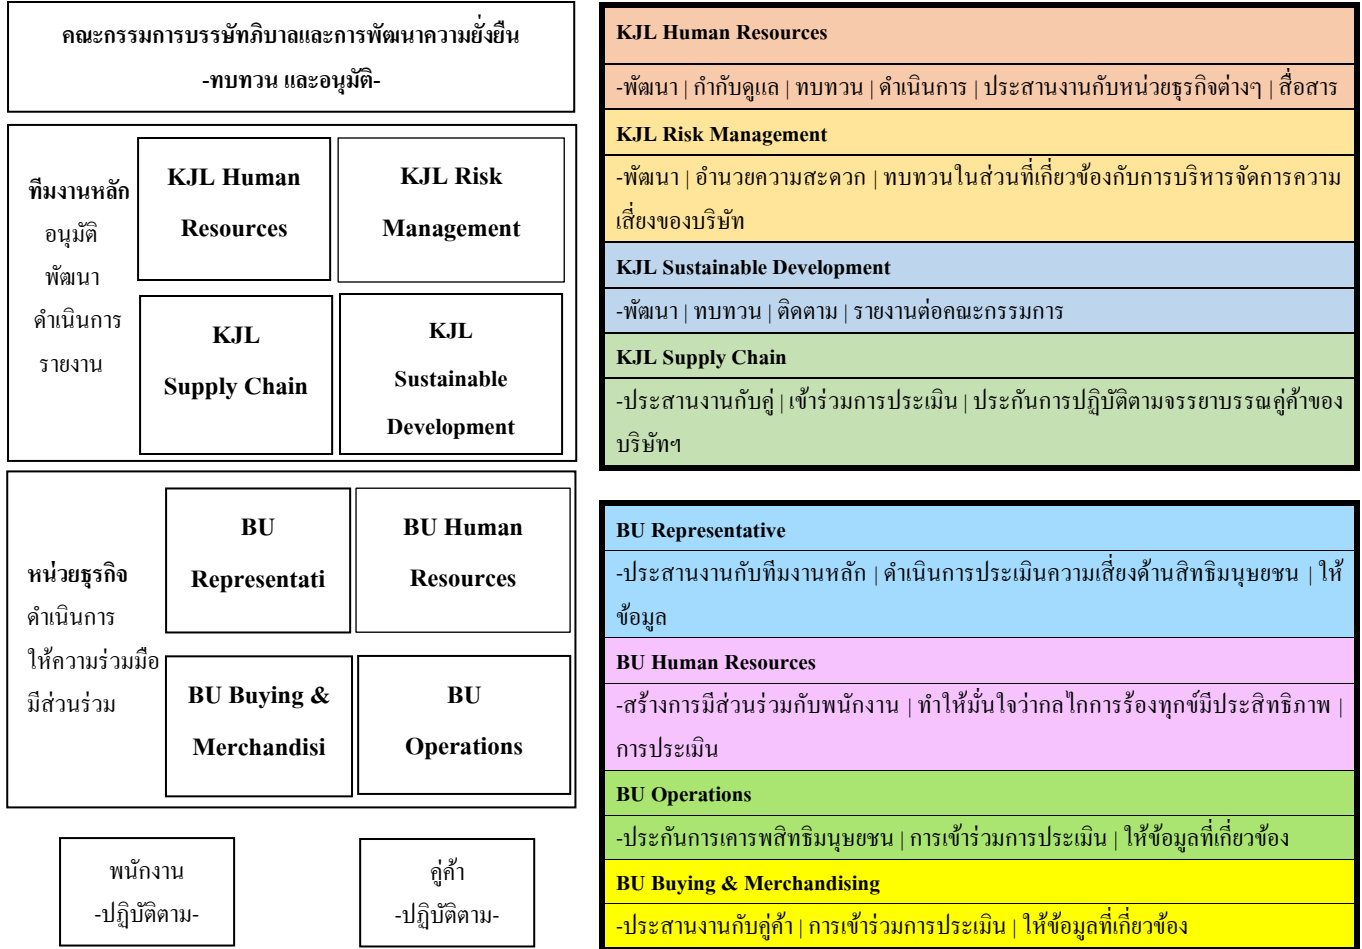 คณะกรรมการบรรษัทภิบาลและการพัฒนาความยั่งยืน
-ทบทวน และอนุมัติ-
ทีมงานหลัก
อนุมัติ
พัฒนา
ดำเนินการ
รายงาน
KJL Human
Resources
KJL Risk
Management
KJL
Supply Chain
KJL
Sustainable
Development
หน่วยธุรกิจ
ดำเนินการ
ให้ความร่วมมือ
มีส่วนร่วม
BU
Representati
BU Human
Resources
BU Buying &
Merchandisi
BU
Operations
พนักงาน
-ปฏิบัติตาม-
คู่ค้า
-ปฏิบัติตาม-
KJL Human Resources
-พัฒนา | กำกับดูแล | ทบทวน | ดำเนินการ | ประสานงานกับหน่วยธุรกิจต่างๆ | สื่อสาร
KJL Risk Management
-พัฒนา | อำนวยความสะดวก | ทบทวนในส่วนที่เกี่ยวข้องกับการบริหารจัดการความ
เสี่ยงของบริษัท
KJL Sustainable Development
-พัฒนา | ทบทวน | ติดตาม | รายงานต่อคณะกรรมการ
KJL Supply Chain
-ประสานงานกับคู่ | เข้าร่วมการประเมิน | ประกันการปฏิบัติตามจรรยาบรรณคู่ค้าของ
บริษัทฯ
BU Representative
-ประสานงานกับทีมงานหลัก | ดำเนินการประเมินความเสี่ยงด้านสิทธิมนุษยชน | ให้
ข้อมูล
BU Human Resources
-สร้างการมีส่วนร่วมกับพนักงาน | ทำให้มั่นใจว่ากลไกการร้องทุกข์มีประสิทธิภาพ |
การประเมิน
BU Operations
-ประกันการเคารพสิทธิมนุษยชน | การเข้าร่วมการประเมิน | ให้ข้อมูลที่เกี่ยวข้อง
BU Buying & Merchandising
-ประสานงานกับคู่ค้า | การเข้าร่วมการประเมิน | ให้ข้อมูลที่เกี่ยวข้อง